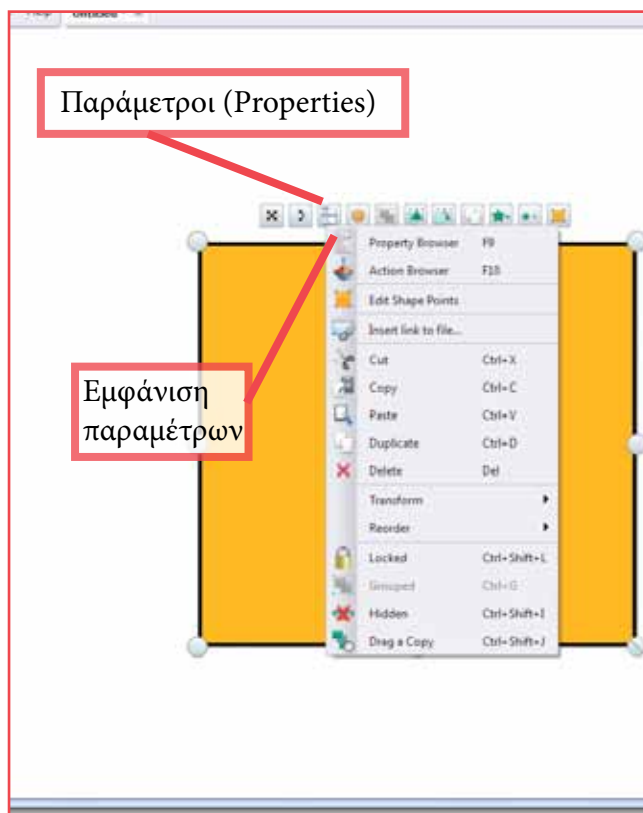 Untitled
Παράμετροι (Properties)
Property Browser F9
Action Browser F10
Edit Shape Points
Insert link to file...
Cut Ctrl+X
Εμφάνιση
παραμέτρων
Copy Ctrl+C
Paste Ctrl+V
Duplicate Ctrl+D
Delete Del
Transform
Reorder
Locked Ctrl+Shift+L
Grouped Ctrl+G
Hidden Ctrl+Shift+I
Drag a Copy Ctrl+Shift+J